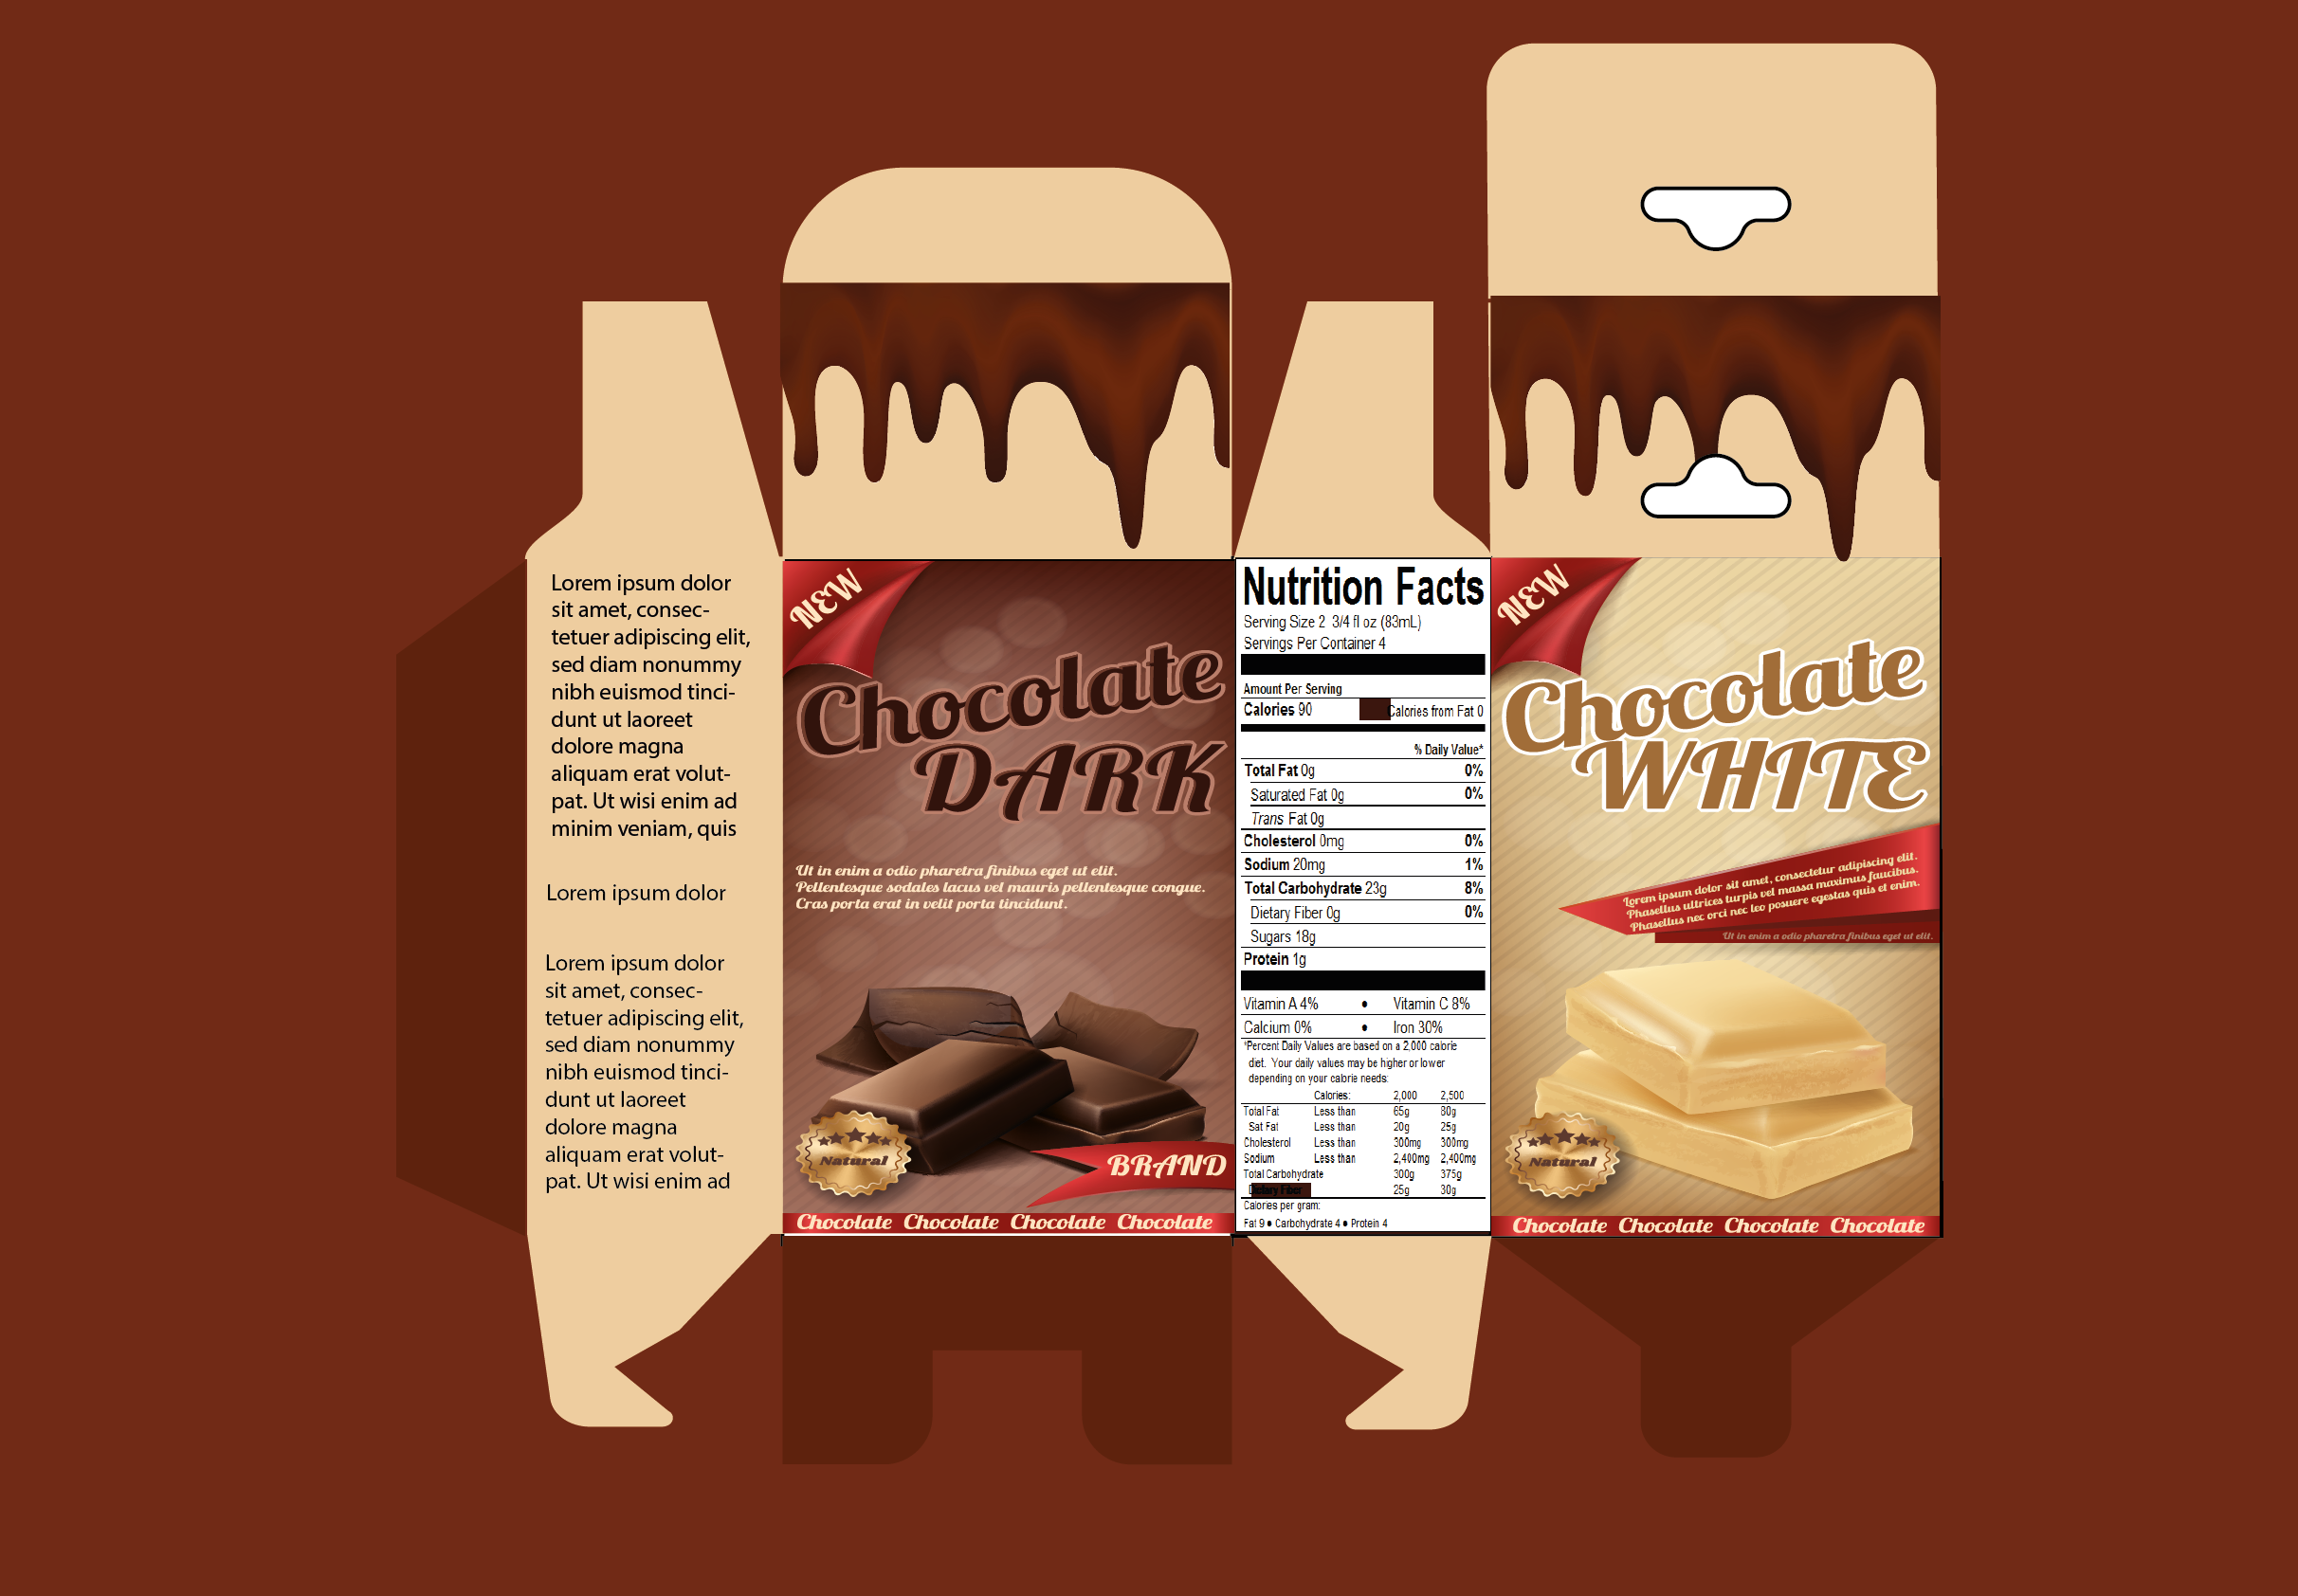 Lorem ipsum dolor
sit amet, consec-
tetuer adipiscing elit,
sed diam nonummy
nibh euismod tinci-
dunt ut laoreet
dolore magna
aliquam erat volut-
pat. Ut wisi enim ad
minim veniam, quis
Lorem ipsum dolor
Lorem ipsum dolor
sit amet, consec-
tetuer adipiscing elit,
sed diam nonummy
nibh euismod tinci-
dunt ut laoreet
dolore magna
aliquam erat volut-
pat. Ut wisi enim ad
NEW
Chocolate
DARK
Ut in enim a odio pharetra finibus eget ut elit.
Pellentesque sodales lacus vel mauris pellentesque congue.
Cras porta erat in velit porta tincidunt.
Natural
BRAND
Chocolate Chocolate Chocolate Chocolate
Nutrition Facts
Serving Size 2 3/4 fl oz (83mL)
Servings Per Container 4
Amount Per Serving
Calories 90 Calories from Fat 0
% Daily Value*
Total Fat 0g 0%
Saturated Fat 0g 0%
Trans Fat 0g
Cholesterol 0mg 0%
Sodium 20mg 1%
Total Carbohydrate 23g 8%
Dietary Fiber 0g 0%
Sugars 18g
Protein 1g
Vitamin A 4% • Vitamin C 8%
Calcium 0% • Iron 30%
*Percent Daily Values are based on a 2,000 calorie
diet. Your daily values may be higher or lower
depending on your calorie needs:
Calories: 2,000 2,500
Total Fat Less than 65g 80g
Sat Fat Less than 20g 25g
Cholesterol Less than 300mg 300mg
Sodium Less than 2,400mg 2,400mg
Total Carbohydrate 300g 375g
Dietary Fiber 25g 30g
Calories per gram:
Fat 9 • Carbohydrate 4 • Protein 4
NEW
Chocolate
WHITE
Lorem ipsum dolor sit amet, consectetur adipiscing elit.
Phasellus ultrices turpis vel massa maximus faucibus.
Phasellus nec orci nec leo posuere egestas quis et enim.
Ut in enim a odio pharetra finibus eget ut elit.
Natural
Chocolate Chocolate Chocolate Chocolate